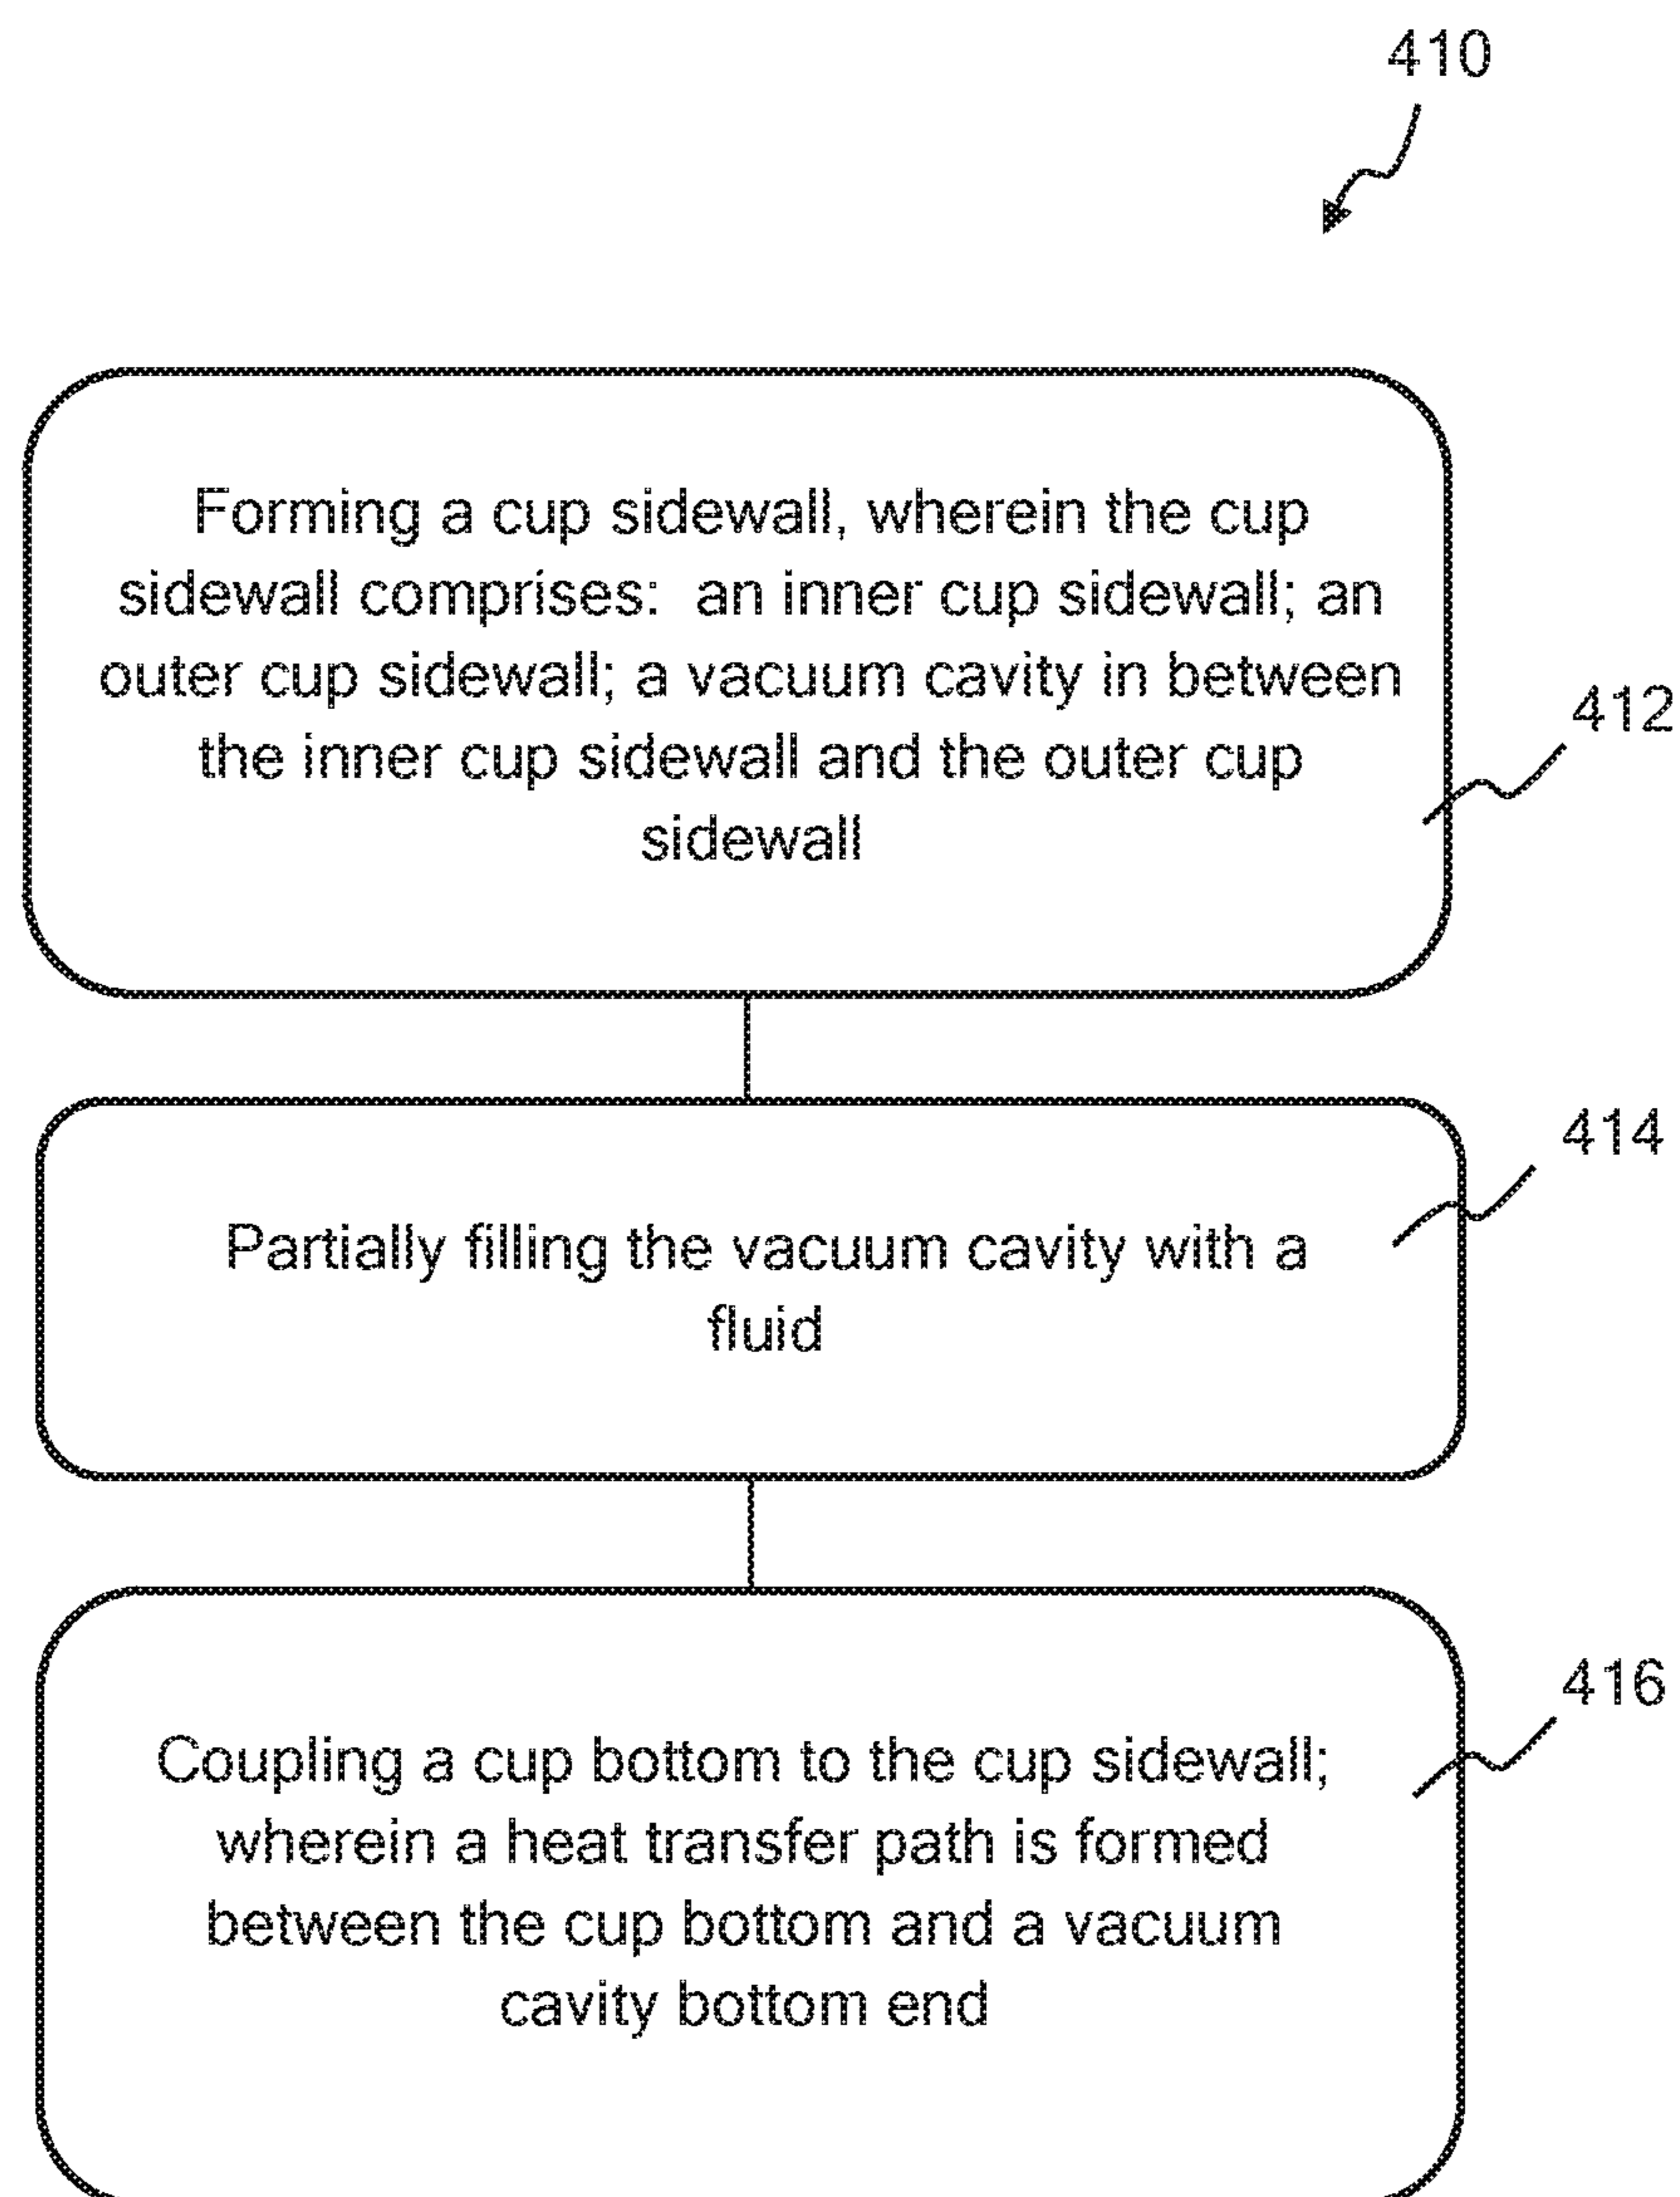 410
Forming a cup sidewall, wherein the cup
sidewall comprises:  an inner cup sidewall; an
outer cup sidewall; a vacuum cavity in between
the inner cup sidewall and the outer cup
sidewall
412
414
Partially filling the vacuum cavity with a
fluid
416
Coupling a cup bottom to the cup sidewall;
wherein a heat transfer path is formed
between the cup bottom and a vacuum
cavity bottom end